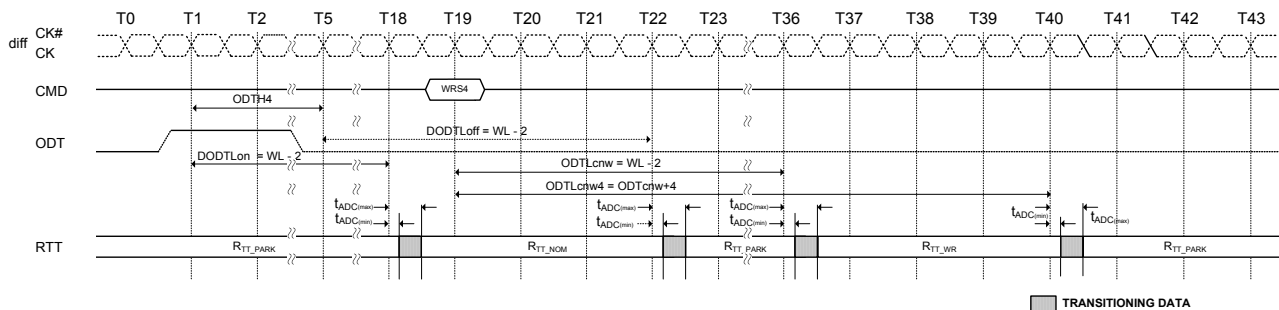 T0 T1 T2 T5 T18 T19 T20 T21 T22 T23 T36 T37 T38 T39 T40 T41 T42 T43
diff CK#
CK
CMD WRS4
ODTH4
ODT DODTLoff = WL - 2
DODTLon = WL - 2 ODTLcnw = WL - 2
ODTLcnw4 = ODTcnw+4
tADC(max) tADC(max) tADC(max)
tADC(min) tADC(min) tADC(min) tADC(min) tADC(max)
RTT RTT_PARK RTT_NOM RTT_PARK RTT_WR RTT_PARK
TRANSITIONING DATA